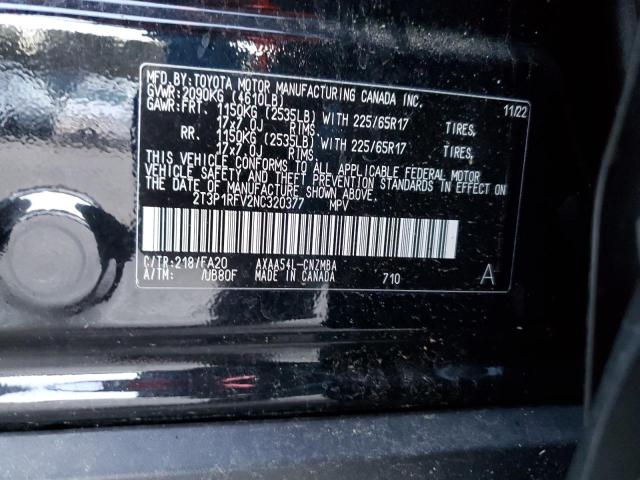 MFD.BY:TOYOTA MOTOR MANUFACTURING CANADA INC.
GVWR:2090KG (4610LB) 11/22
GAWR:FRT. 1150KG (2535LB) WITH 225/65R17 TIRES,
17x7.0J RIMS.
RR. 1150KG (2535LB) WITH 225/65R17 TIRES,
17x7.0J RIMS.
THIS VEHICLE CONFORMS TO ALL APPLICABLE FEDERAL MOTOR
VEHICLE SAFETY AND THEFT PREVENTION STANDARDS IN EFFECT ON
THE DATE OF MANUFACTURE SHOWN ABOVE.
2T3P1RFV2NC320377 MPV
C/TR:218/FA20 AXAA54L-CNZMBA
A/TM: /UB80F MADE IN CANADA 710 A